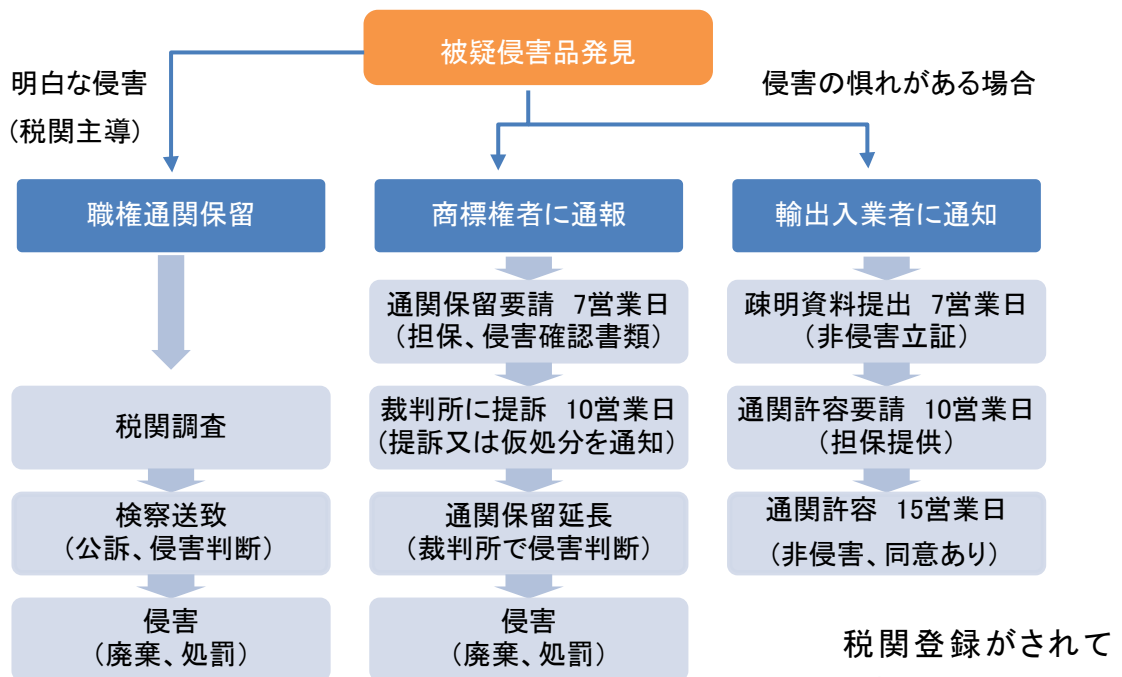 被疑侵害品発見
明白な侵害
(税関主導)
侵害の惧れがある場合
職権通関保留
商標権者に通報
輸出入業者に通知
通関保留要請 7営業日
(担保、侵害確認書類)
疎明資料提出 7営業日
(非侵害立証)
税関調査
裁判所に提訴 10営業日
(提訴又は仮処分を通知)
通関許容要請 10営業日
(担保提供)
検察送致
(公訴、侵害判断)
通関保留延長
(裁判所で侵害判断)
通関許容 15営業日
(非侵害、同意あり)
侵害
(廃棄、処罰)
侵害
(廃棄、処罰)
税関登録がされて